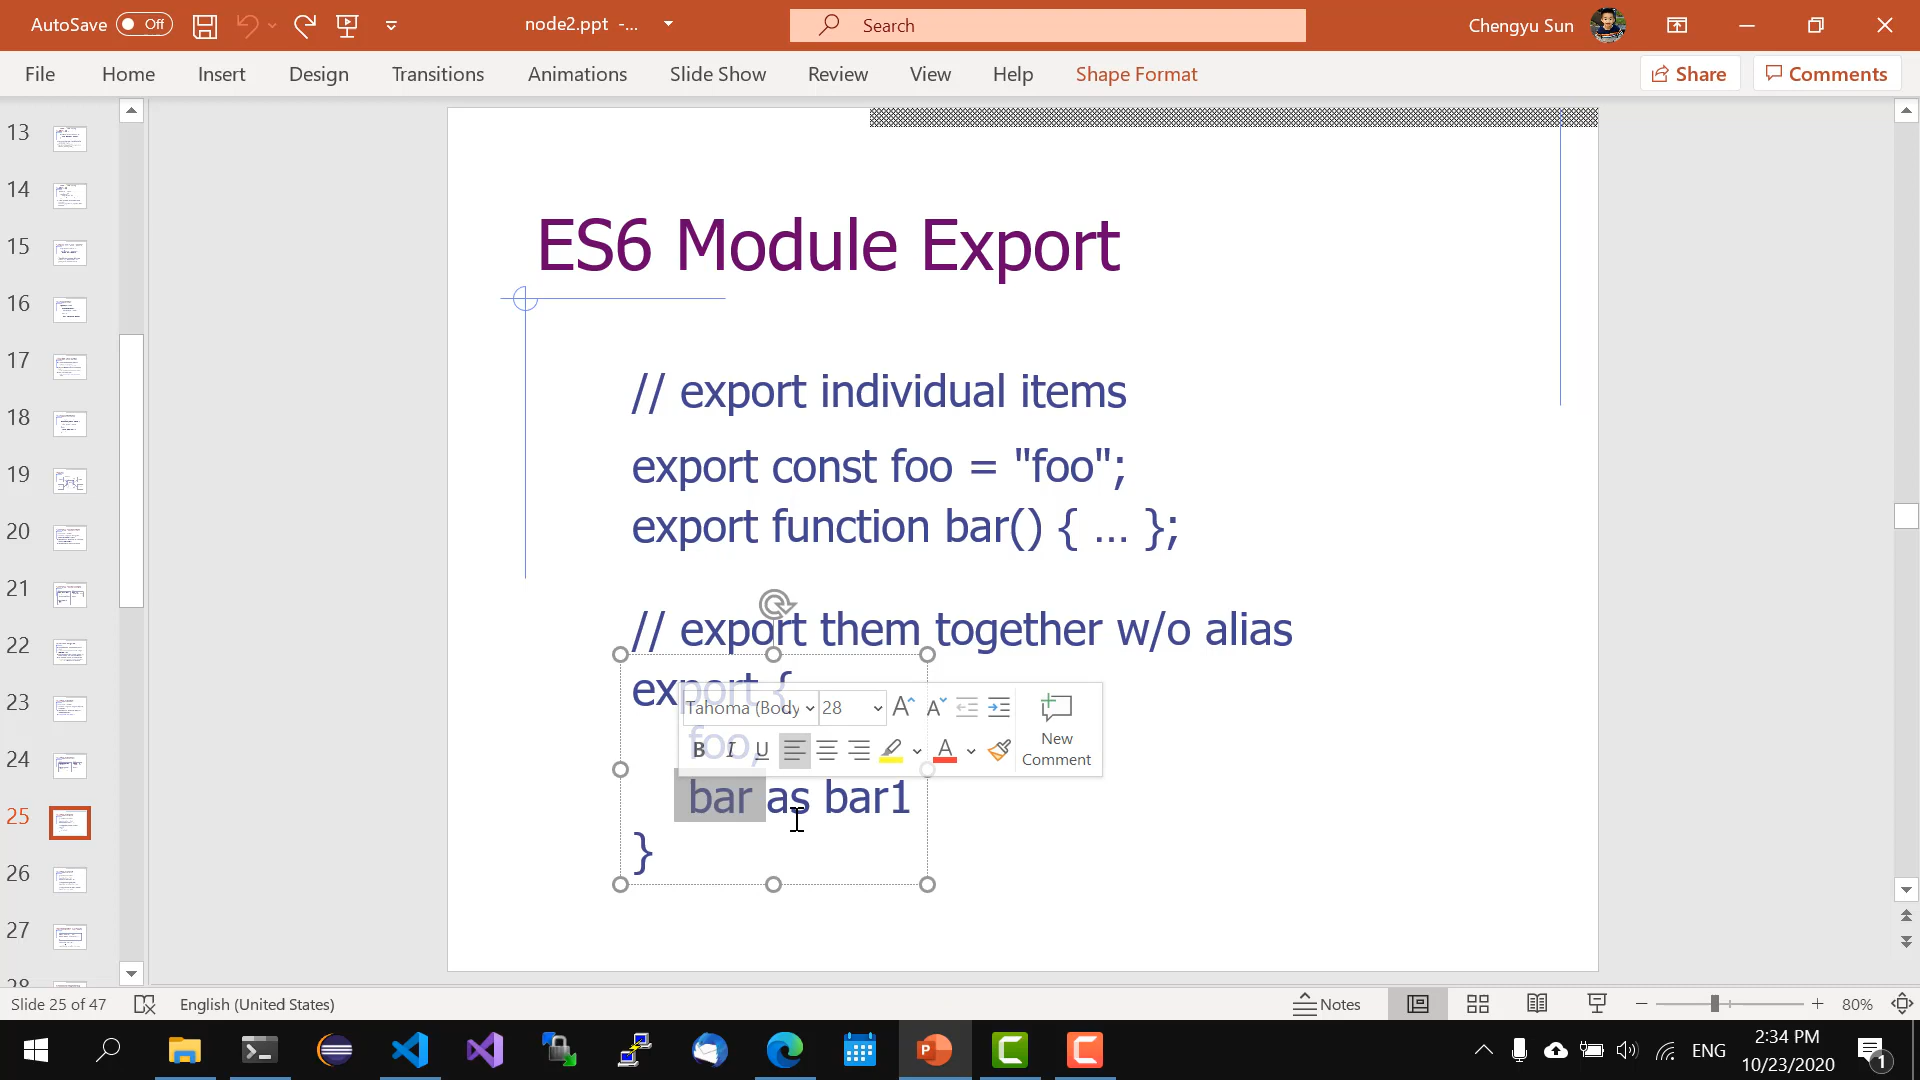 AutoSave Off
node2.ppt -...
Search
Chengyu Sun
File Home Insert Design Transitions Animations Slide Show Review View Help Shape Format Share Comments
13
14
15
16
17
18
19
20
21
22
23
24
25
26
27
28
ES6 Module Export
// export individual items
export const foo = "foo";
export function bar() { ... };
// export them together w/o alias
export {
foo,
bar as bar1
}
Tahoma (Body 28
B I U
New
Comment
Slide 25 of 47 English (United States) Notes 80%
ENG
2:34 PM
10/23/2020
1